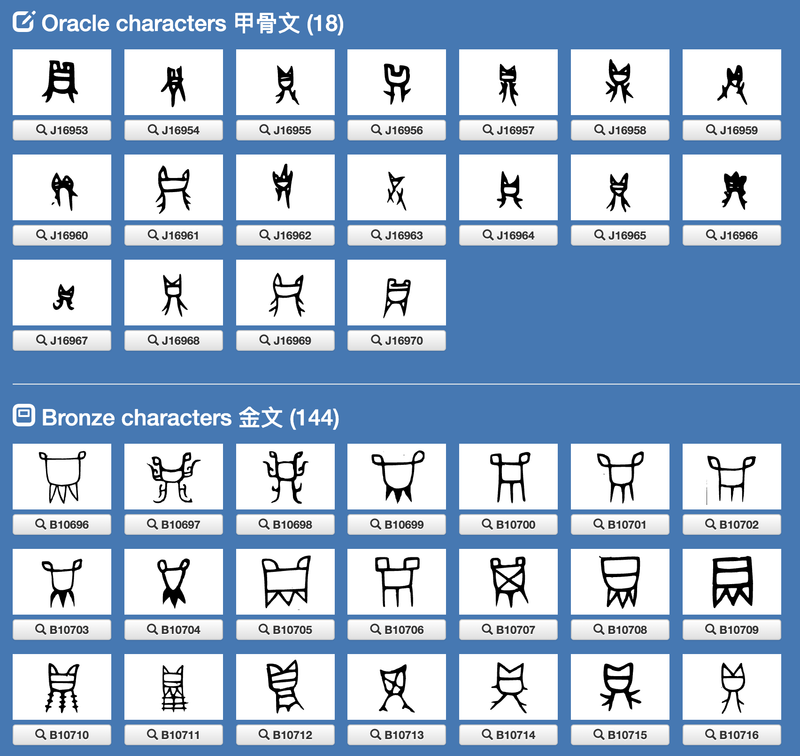 Oracle characters 甲骨文 (18)
J16953 J16954 J16955 J16956 J16957 J16958 J16959
J16960 J16961 J16962 J16963 J16964 J16965 J16966
J16967 J16968 J16969 J16970
Bronze characters 金文 (144)
B10696 B10697 B10698 B10699 B10700 B10701 B10702
B10703 B10704 B10705 B10706 B10707 B10708 B10709
B10710 B10711 B10712 B10713 B10714 B10715 B10716